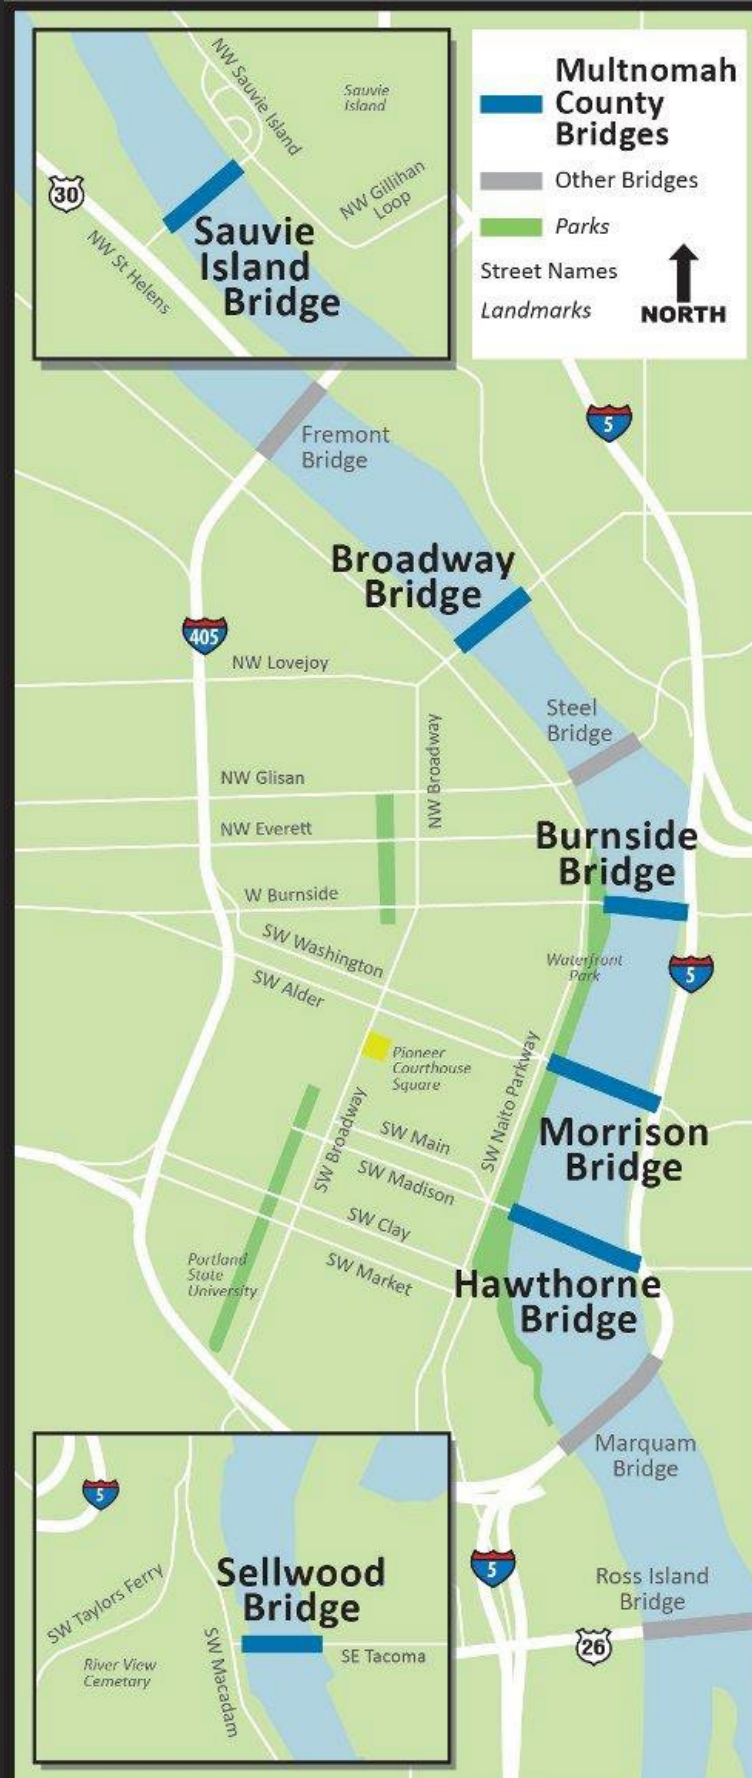 NW Sauvie Island
Sauvie
Island
30
NW Gillihan
Loop
NW St Helens
Sauvie
Island
Bridge
Multnomah
County
Bridges
Other Bridges
Parks
Street Names
Landmarks
NORTH
5
Fremont
Bridge
Broadway
Bridge
405
NW Lovejoy
Steel
Bridge
NW Broadway
NW Glisan
NW Everett
Burnside
Bridge
W Burnside
SW Washington
SW Alder
Waterfront
Park
5
Pioneer
Courthouse
Square
SW Naito Parkway
SW Broadway
SW Main
Morrison
Bridge
SW Madison
SW Clay
SW Market
Portland
State
University
Hawthorne
Bridge
Marquam
Bridge
5
5
Sellwood
Bridge
SW Taylors Ferry
River View
Cemetary
SW Macadam
SE Tacoma
Ross Island
Bridge
26